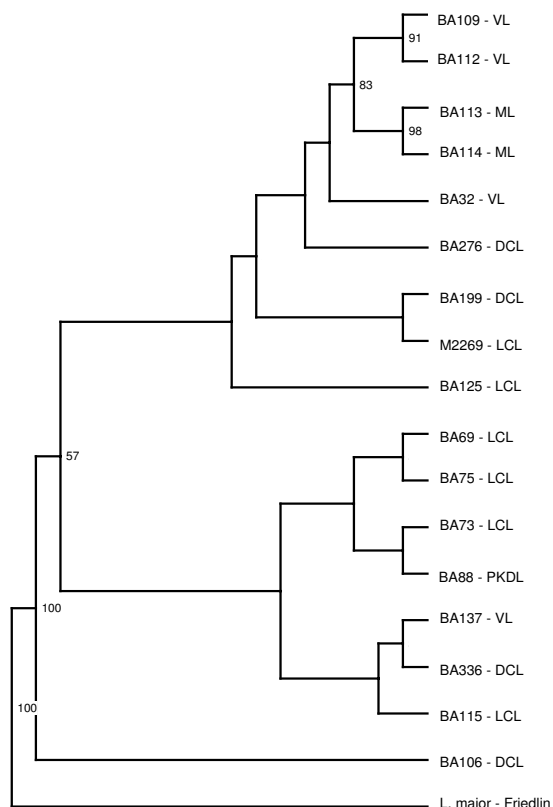 BA109 - VL
91
BA112 - VL
83
BA113 - ML
98
BA114 - ML
BA32 - VL
BA276 - DCL
BA199 - DCL
M2269 - LCL
BA125 - LCL
BA69 - LCL
57
BA75 - LCL
BA73 - LCL
BA88 - PKDL
100
BA137 - VL
BA336 - DCL
100
BA115 - LCL
BA106 - DCL
L. major - Friedlin